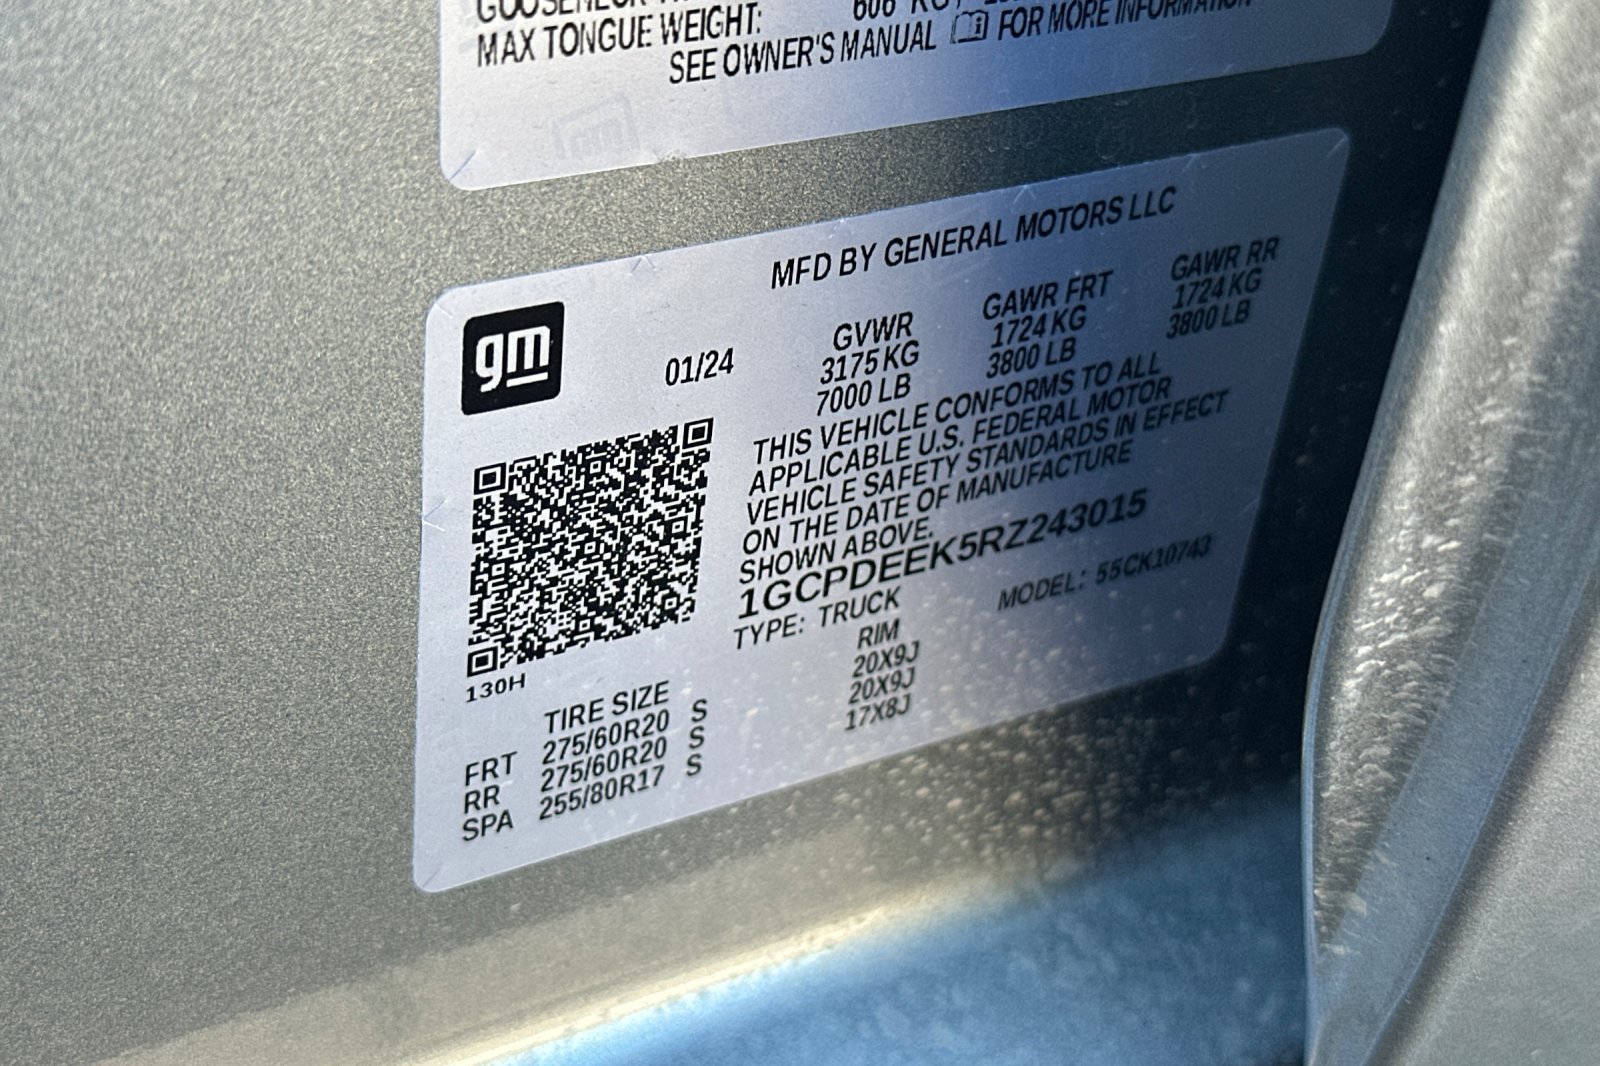 MAX TONGUE WEIGHT: 606 KG
SEE OWNER'S MANUAL FOR MORE INFORMATION
MFD BY GENERAL MOTORS LLC
gm
01/24
GVWR GAWR FRT GAWR RR
3175 KG 1724 KG 1724 KG
7000 LB 3800 LB 3800 LB
THIS VEHICLE CONFORMS TO ALL
APPLICABLE U.S. FEDERAL MOTOR
VEHICLE SAFETY STANDARDS IN EFFECT
ON THE DATE OF MANUFACTURE
SHOWN ABOVE.
1GCPDEEK5RZ243015
TYPE: TRUCK MODEL: 55CK10743
130H
TIRE SIZE RIM
FRT 275/60R20 S 20X9J
RR 275/60R20 S 20X9J
SPA 255/80R17 S 17X8J